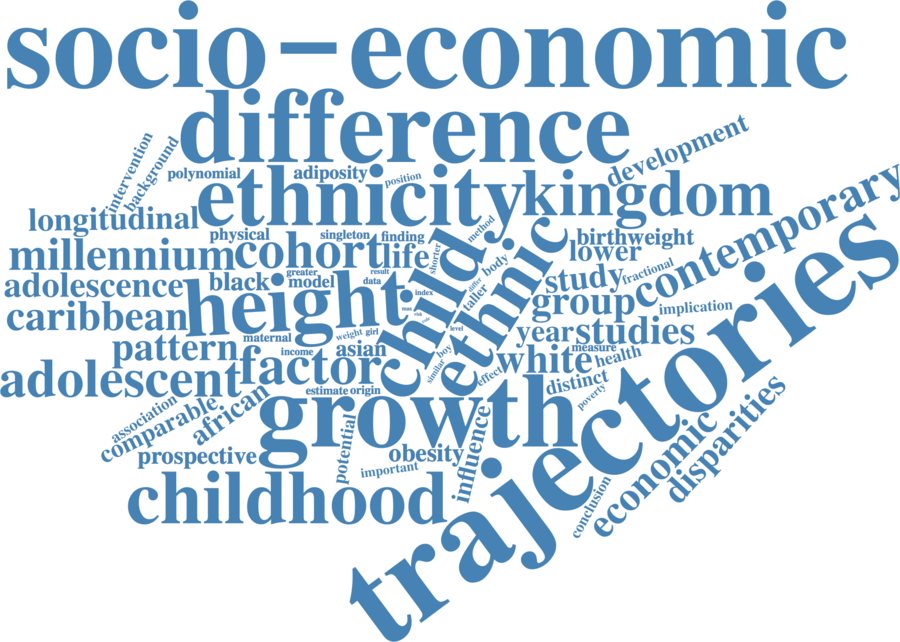 socio-economic
difference
development
intervention
background
polynomial
adiposity
position
ethnicity
kingdom
contemporary
longitudinal
physical
singleton
finding
method
birthweight
millennium
cohort
life
shorter
child
ethnic
lower
adolescence
black
greater
model
result
data
body
differ
taller
study
fractional
height
index
group
implication
caribbean
maternal
weight
girl
level
year
studies
trajectories
pattern
factor
income
asian
similar
boy
white
measure
health
adolescent
estimate
origin
effect
distinct
poverty
association
comparable
african
growth
potential
influence
economic
disparities
prospective
obesity
important
childhood
conclusion